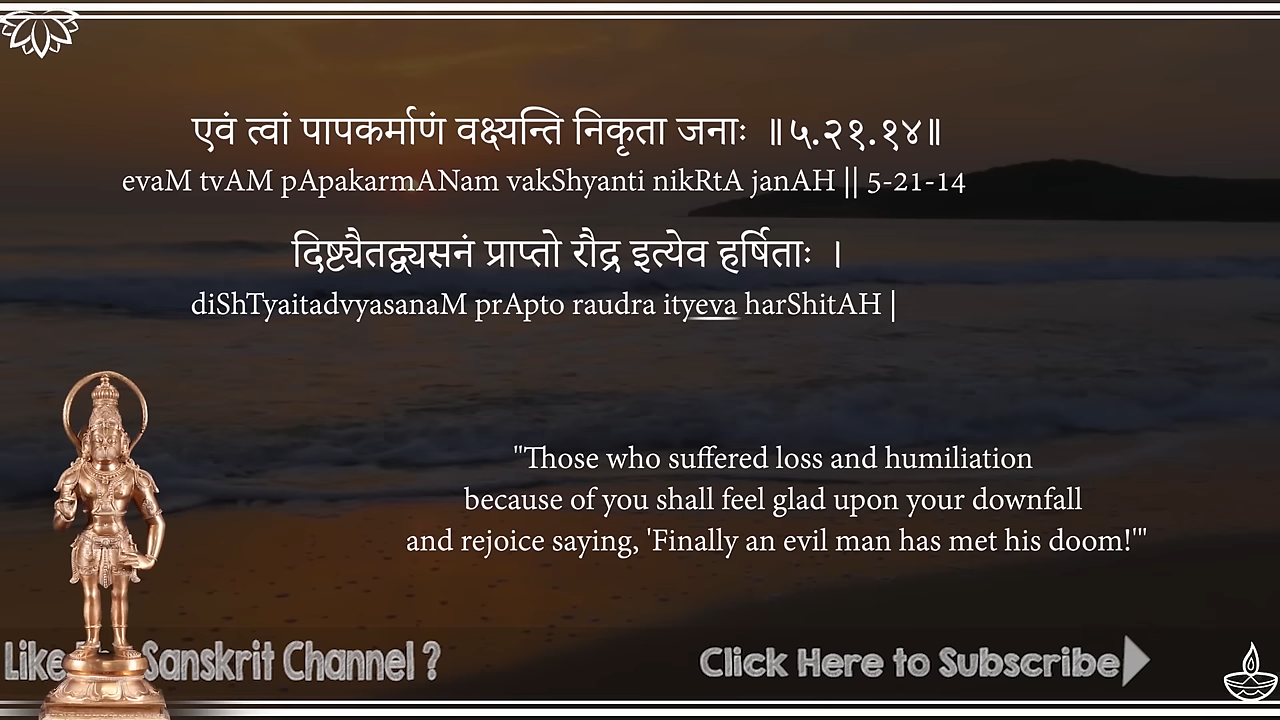 एवं त्वां पापकर्माणं वक्ष्यन्ति निकृता जनाः ॥५.२१.१४॥
evaM tvAM pApakarmANam vakShyanti nikRtA janAH || 5-21-14
दिष्ट्यैतद्व्यसनं प्राप्तो रौद्र इत्येव हर्षिताः ।
diShTyaitadvyasanaM prApto raudra ityeva harShitAH |
"Those who suffered loss and humiliation
because of you shall feel glad upon your downfall
and rejoice saying, 'Finally an evil man has met his doom!'"
Like Sanskrit Channel ?
Click Here to Subscribe